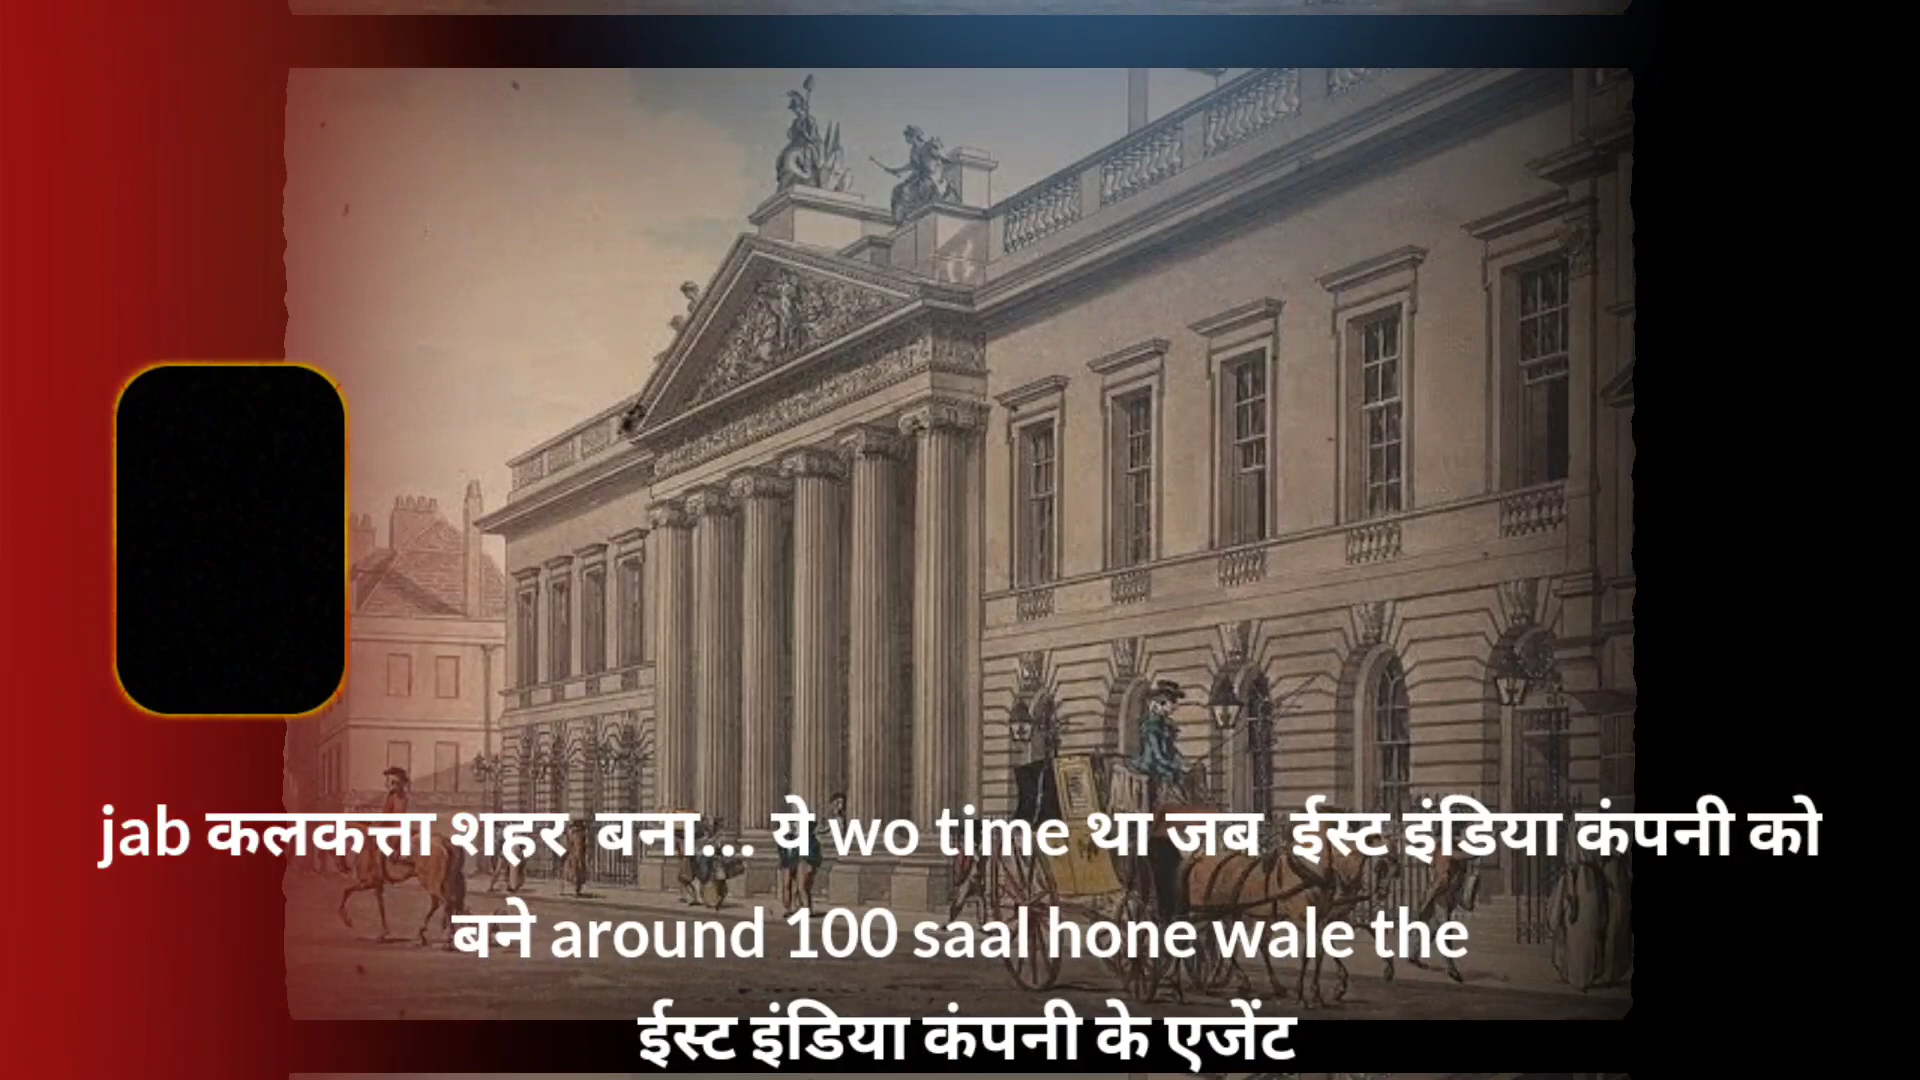 jab कलकत्ता शहर बना... ये wo time था जब ईस्ट इंडिया कंपनी को
बने around 100 saal hone wale the
ईस्ट इंडिया कंपनी के एजेंट